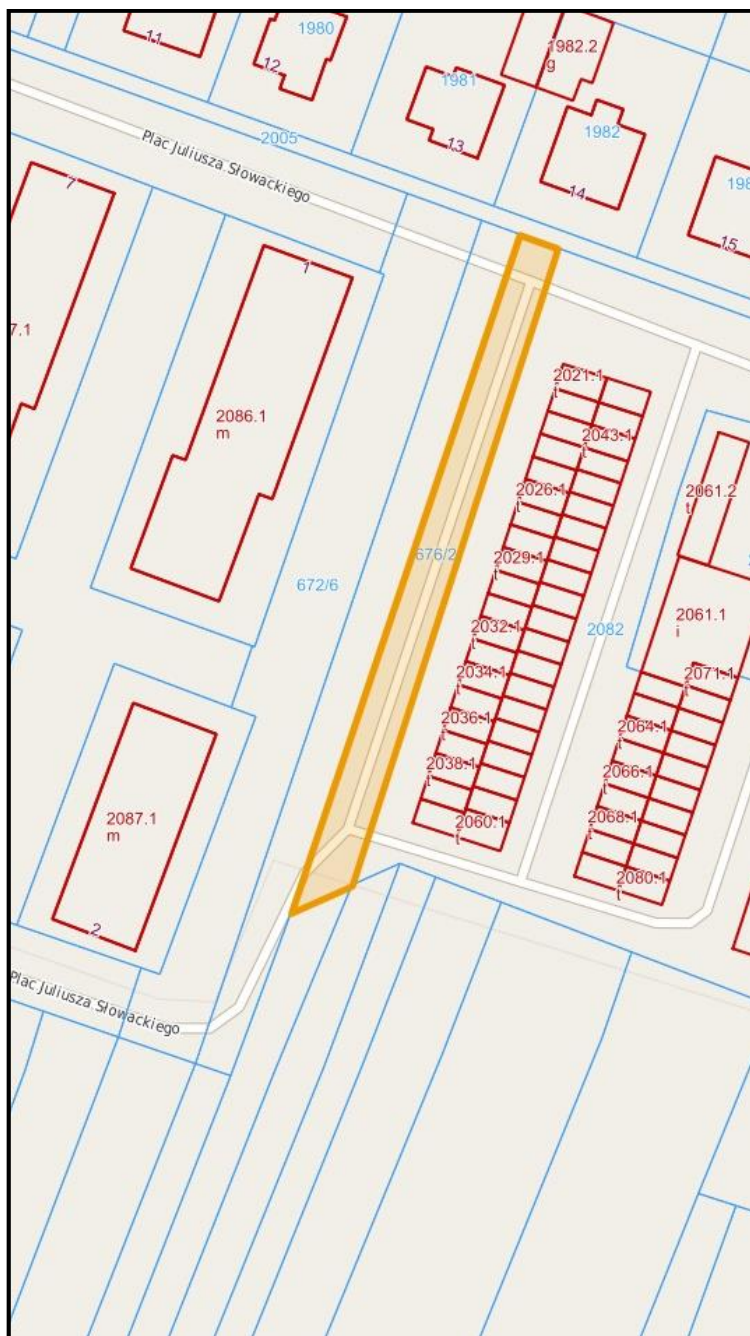 11
1980
12
1982.2
g
1981
13
1982
14
198
15
2005
Plac Juliusza Słowackiego
7
1
7.1
2086.1
m
2021.1
t
2043.1
t
2026.1
t
2061.2
t
676/2
2029.1
t
672/6
2032.1
t
2082
2061.1
i
2034.1
t
2071.1
t
2036.1
t
2064.1
t
2038.1
t
2066.1
t
2087.1
m
2060.1
t
2068.1
t
2080.1
t
2
Plac Juliusza Słowackiego